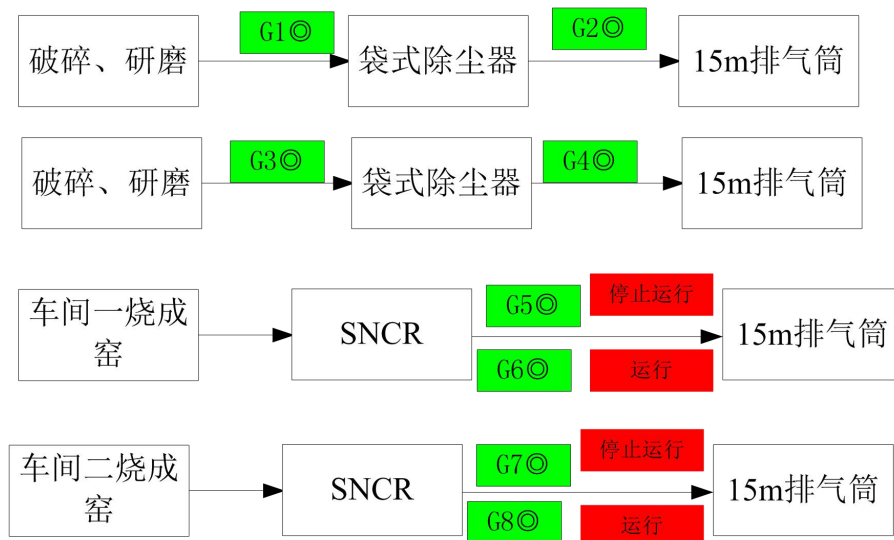 G1◎
G2◎
破碎、研磨
袋式除尘器
15m排气筒
G3◎
G4◎
破碎、研磨
袋式除尘器
15m排气筒
停止运行
G5◎
车间一烧成
窑
SNCR
15m排气筒
G6◎
运行
停止运行
G7◎
车间二烧成
窑
SNCR
15m排气筒
G8◎
运行